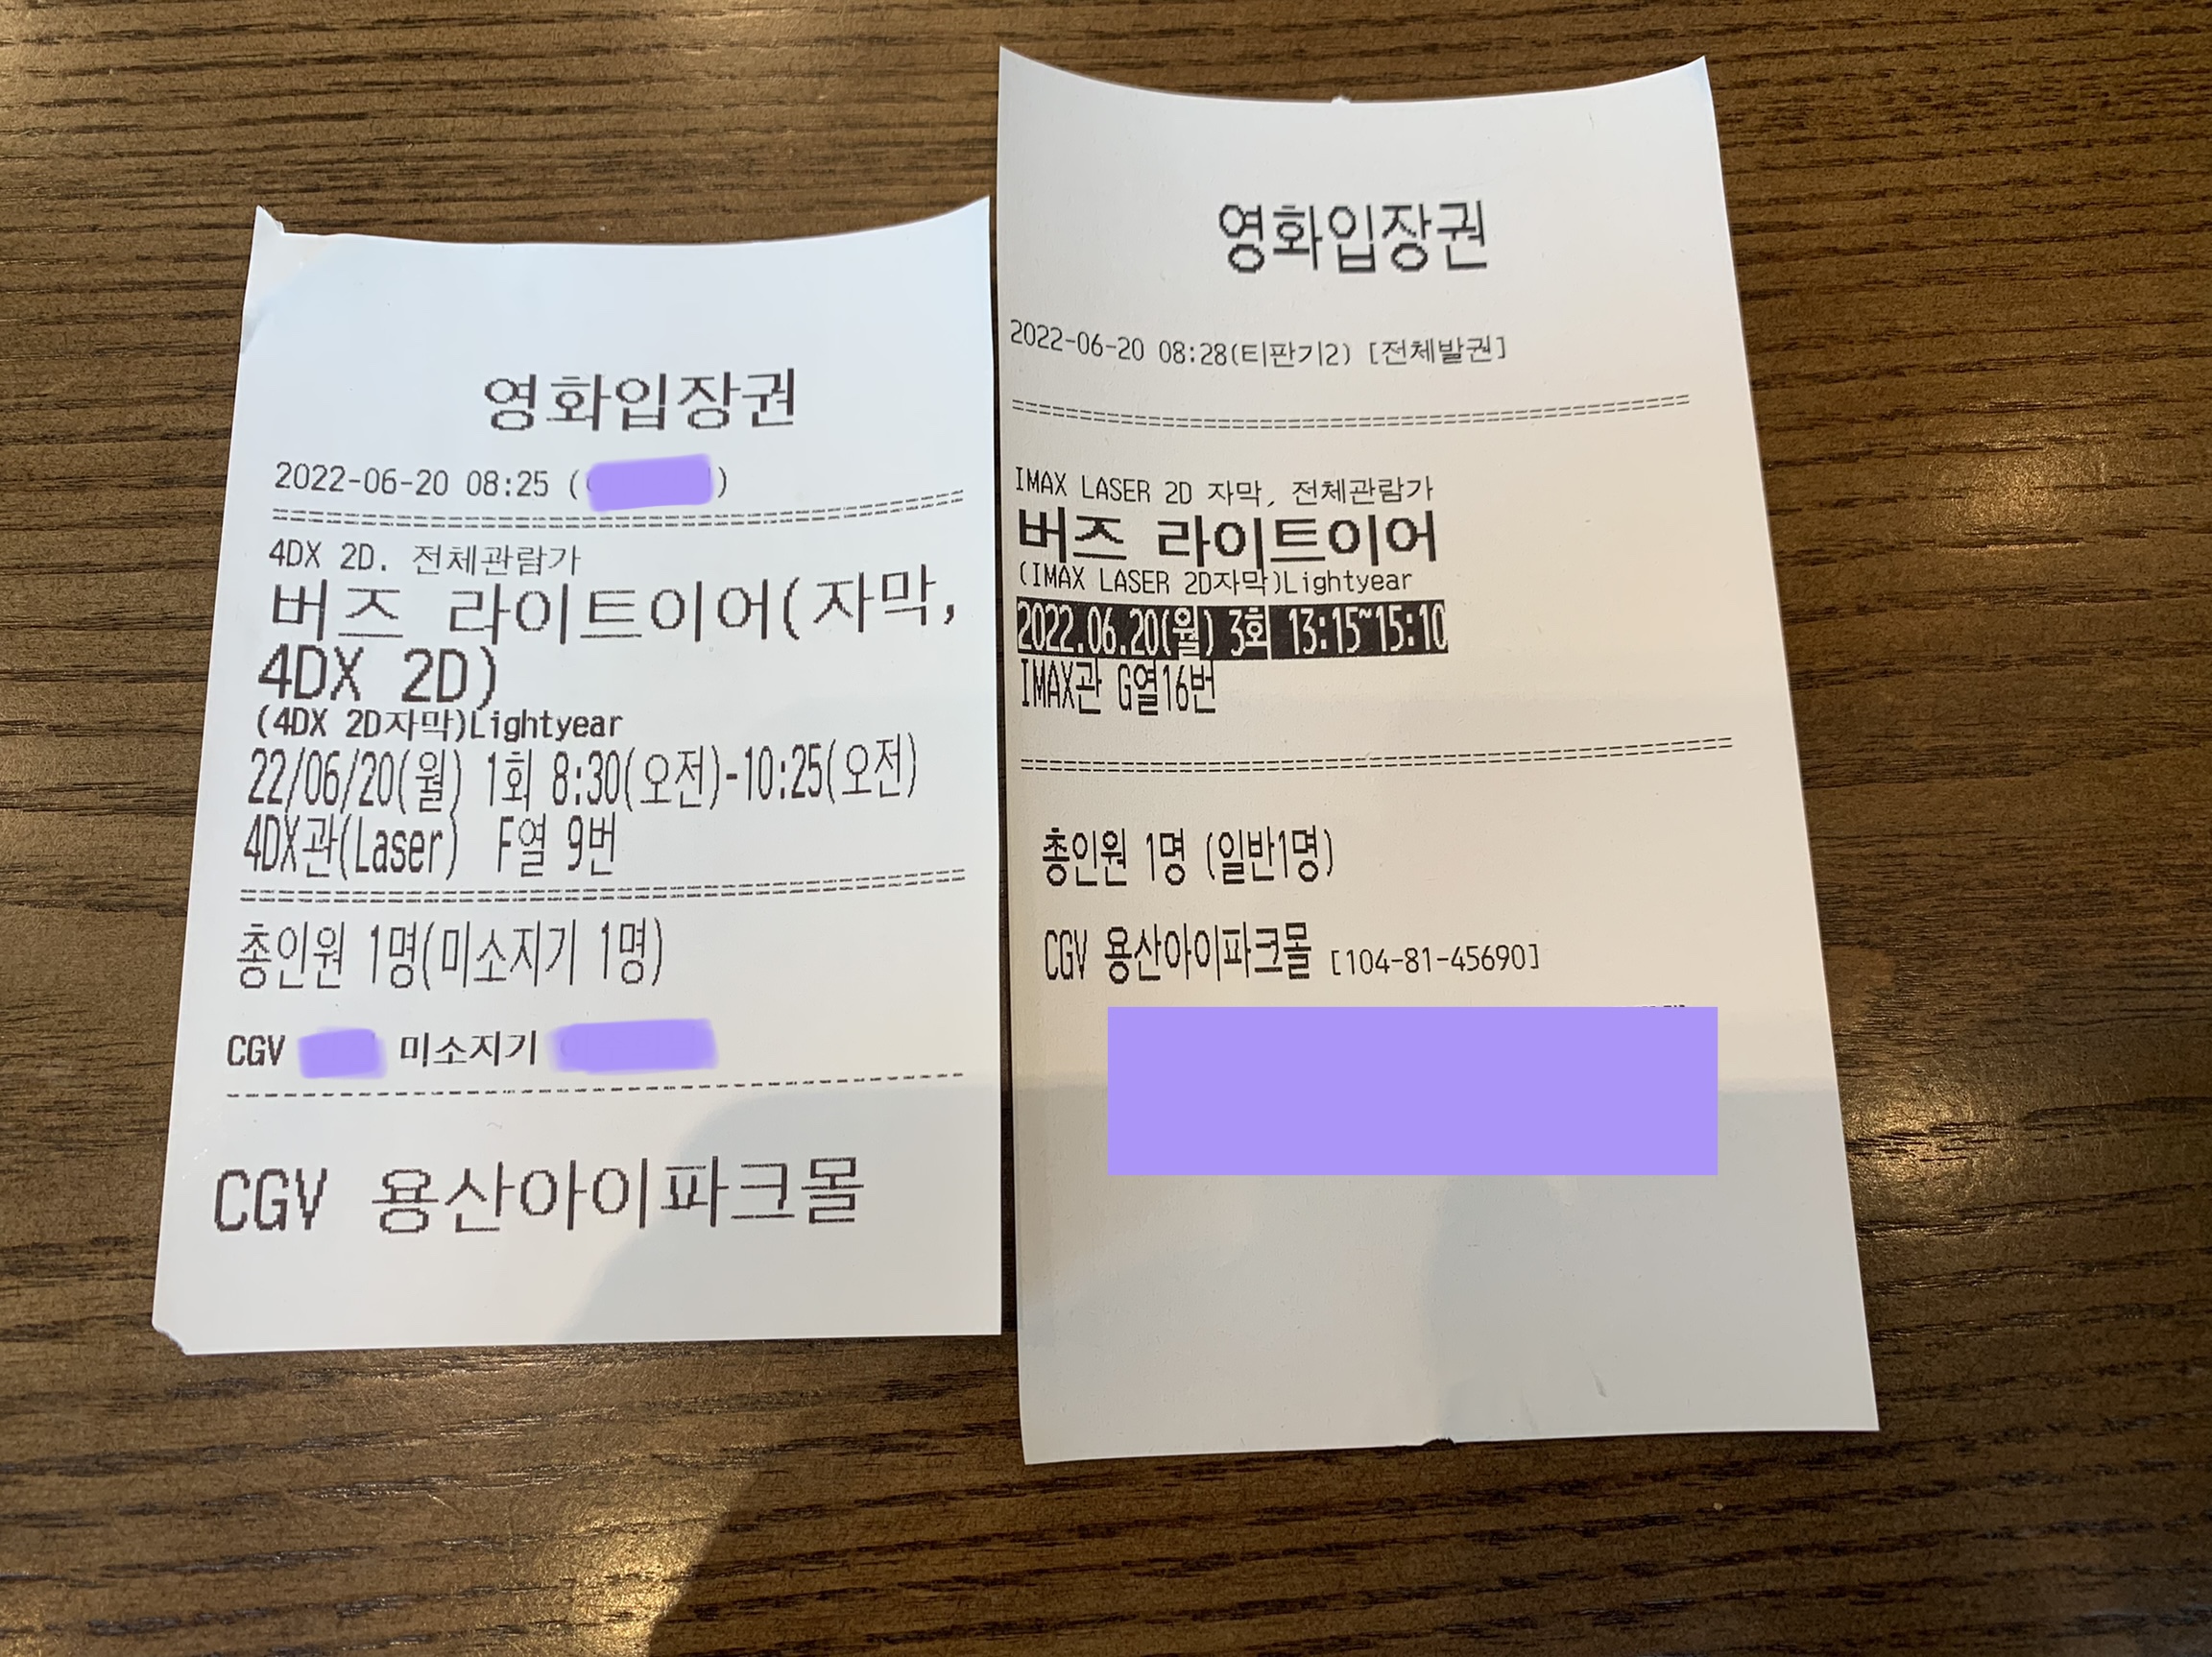 영화입장권
2022-06-20 08:25 ( )
4DX 2D. 전체관람가
버즈 라이트이어(자막,
4DX 2D)
(4DX 2D자막)Lightyear
22/06/20(월) 1회 8:30(오전)-10:25(오전)
4DX관(Laser) F열 9번
총인원 1명(미소지기 1명)
CGV 미소지기
CGV 용산아이파크몰
영화입장권
2022-06-20 08:28(티판기2) [전체발권]
IMAX LASER 2D 자막, 전체관람가
버즈 라이트이어
(IMAX LASER 2D자막)Lightyear
2022.06.20(월) 3회 13:15~15:10
IMAX관 G열16번
총인원 1명 (일반1명)
CGV 용산아이파크몰 [104-81-45690]